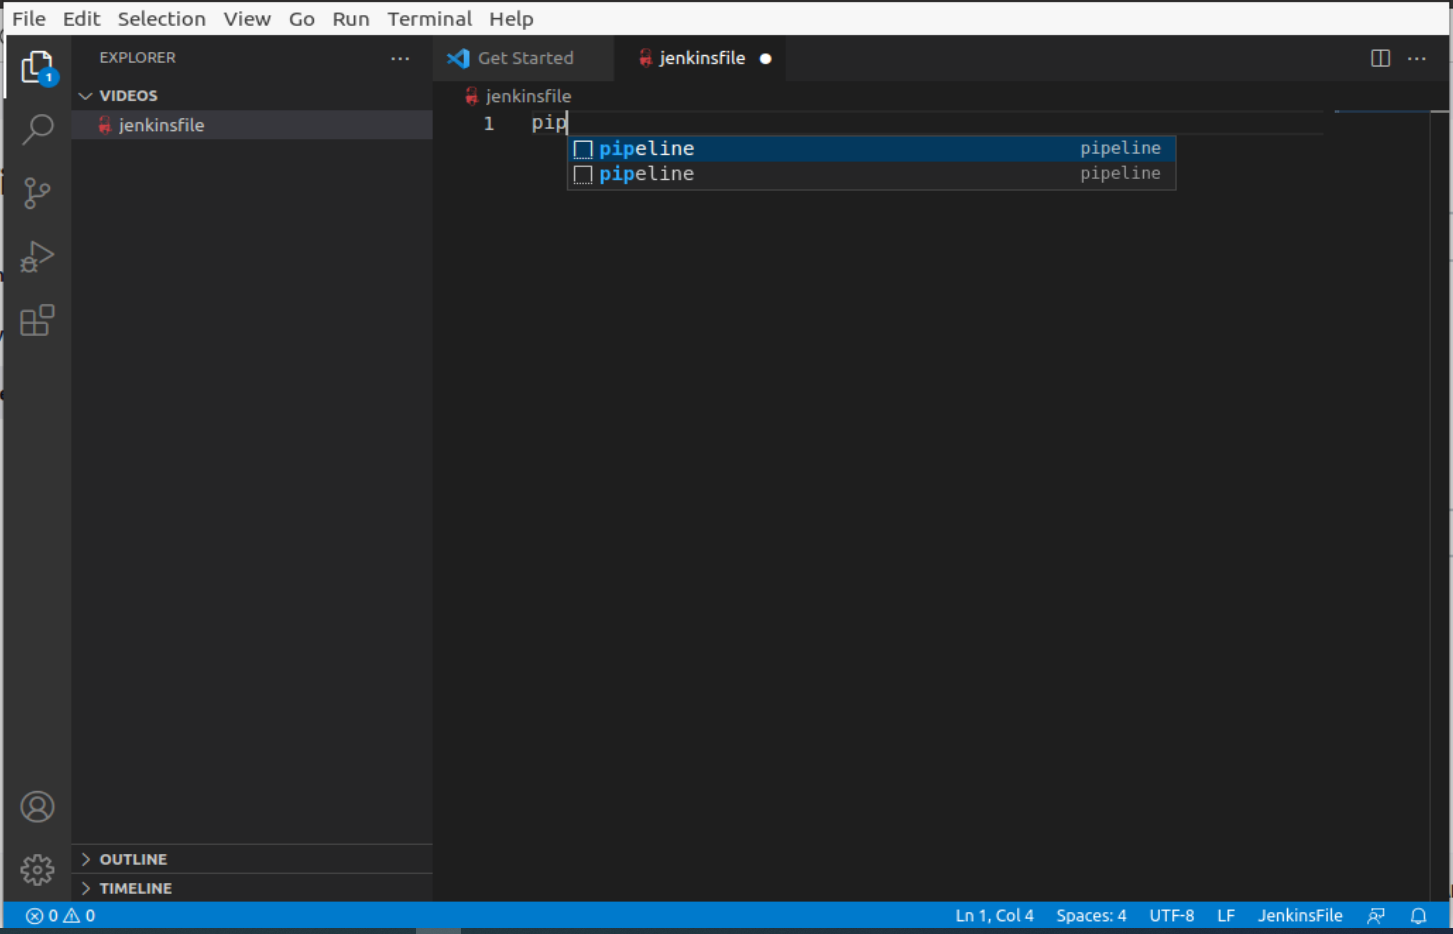 File Edit Selection View Go Run Terminal Help
EXPLORER
Get Started
jenkinsfile
VIDEOS
jenkinsfile
jenkinsfile
1 pip
pipeline pipeline
pipeline pipeline
1
OUTLINE
TIMELINE
0 0 Ln 1, Col 4 Spaces: 4 UTF-8 LF JenkinsFile